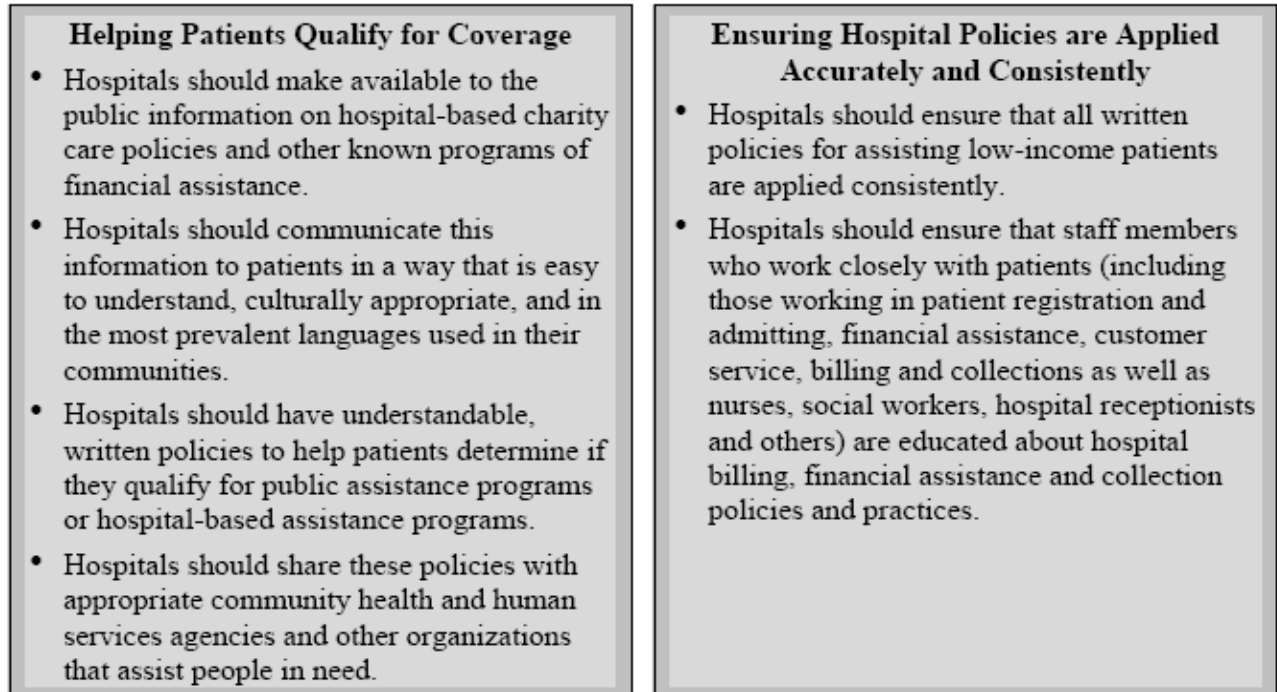 Helping Patients Qualify for Coverage
• Hospitals should make available to the
public information on hospital-based charity
care policies and other known programs of
financial assistance.
• Hospitals should communicate this
information to patients in a way that is easy
to understand, culturally appropriate, and in
the most prevalent languages used in their
communities.
• Hospitals should have understandable,
written policies to help patients determine if
they qualify for public assistance programs
or hospital-based assistance programs.
• Hospitals should share these policies with
appropriate community health and human
services agencies and other organizations
that assist people in need.
Ensuring Hospital Policies are Applied
Accurately and Consistently
• Hospitals should ensure that all written
policies for assisting low-income patients
are applied consistently.
• Hospitals should ensure that staff members
who work closely with patients (including
those working in patient registration and
admitting, financial assistance, customer
service, billing and collections as well as
nurses, social workers, hospital receptionists
and others) are educated about hospital
billing, financial assistance and collection
policies and practices.